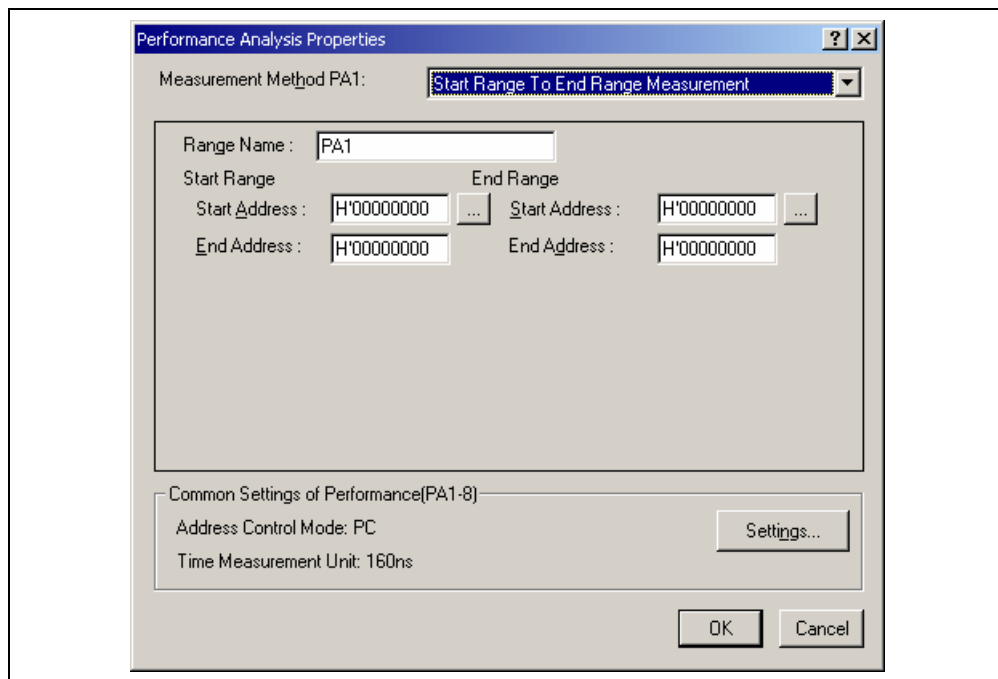 Performance Analysis Properties
Measurement Method PA1: Start Range To End Range Measurement
Range Name : PA1
Start Range End Range
Start Address : H'00000000 ... Start Address : H'00000000 ...
End Address : H'00000000 End Address : H'00000000
Common Settings of Performance(PA1-8)
Address Control Mode: PC
Settings...
Time Measurement Unit: 160ns
OK Cancel